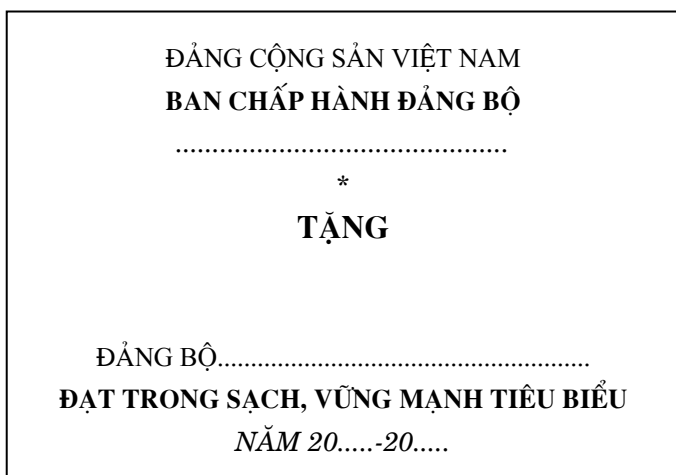 ĐẢNG CỘNG SẢN VIỆT NAM
BAN CHẤP HÀNH ĐẢNG BỘ
..............................................
*
TẶNG
ĐẢNG BỘ........................................................
ĐẠT TRONG SẠCH, VỮNG MẠNH TIÊU BIỂU
NĂM 20.....-20.....